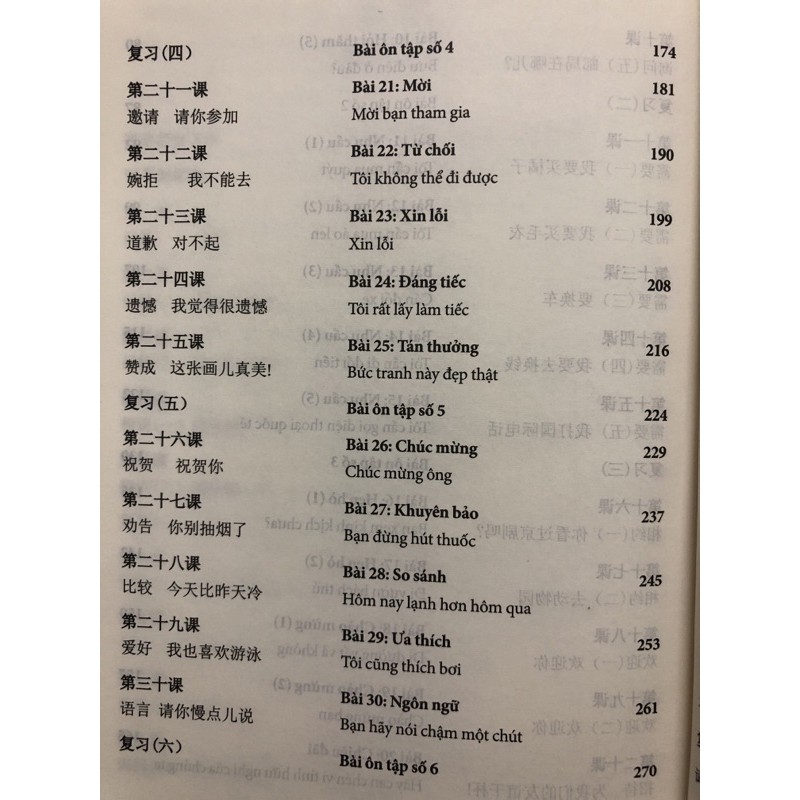 复习(四) Bài ôn tập số 4 174
第二十一课 Bài 21: Mời 181
邀请 请你参加 Mời bạn tham gia
第二十二课 Bài 22: Từ chối 190
婉拒 我不能去 Tôi không thể đi được
第二十三课 Bài 23: Xin lỗi 199
道歉 对不起 Xin lỗi
第二十四课 Bài 24: Đáng tiếc 208
遗憾 我觉得很遗憾 Tôi rất lấy làm tiếc
第二十五课 Bài 25: Tán thưởng 216
赞成 这张画儿真美! Bức tranh này đẹp thật
复习(五) Bài ôn tập số 5 224
第二十六课 Bài 26: Chúc mừng 229
祝贺 祝贺你 Chúc mừng ông
第二十七课 Bài 27: Khuyên bảo 237
劝告 你别抽烟了 Bạn đừng hút thuốc
第二十八课 Bài 28: So sánh 245
比较 今天比昨天冷 Hôm nay lạnh hơn hôm qua
第二十九课 Bài 29: Ưa thích 253
爱好 我也喜欢游泳 Tôi cũng thích bơi
第三十课 Bài 30: Ngôn ngữ 261
语言 请你慢点儿说 Bạn hãy nói chậm một chút
复习(六) Bài ôn tập số 6 270